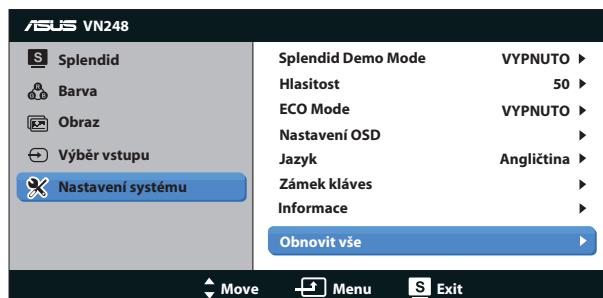 ASUS VN248
S Splendid
Barva
Obraz
Výběr vstupu
Nastavení systému
Splendid Demo Mode VYPNUTO
Hlasitost 50
ECO Mode VYPNUTO
Nastavení OSD
Jazyk Angličtina
Zámek kláves
Informace
Obnovit vše
Move Menu S Exit